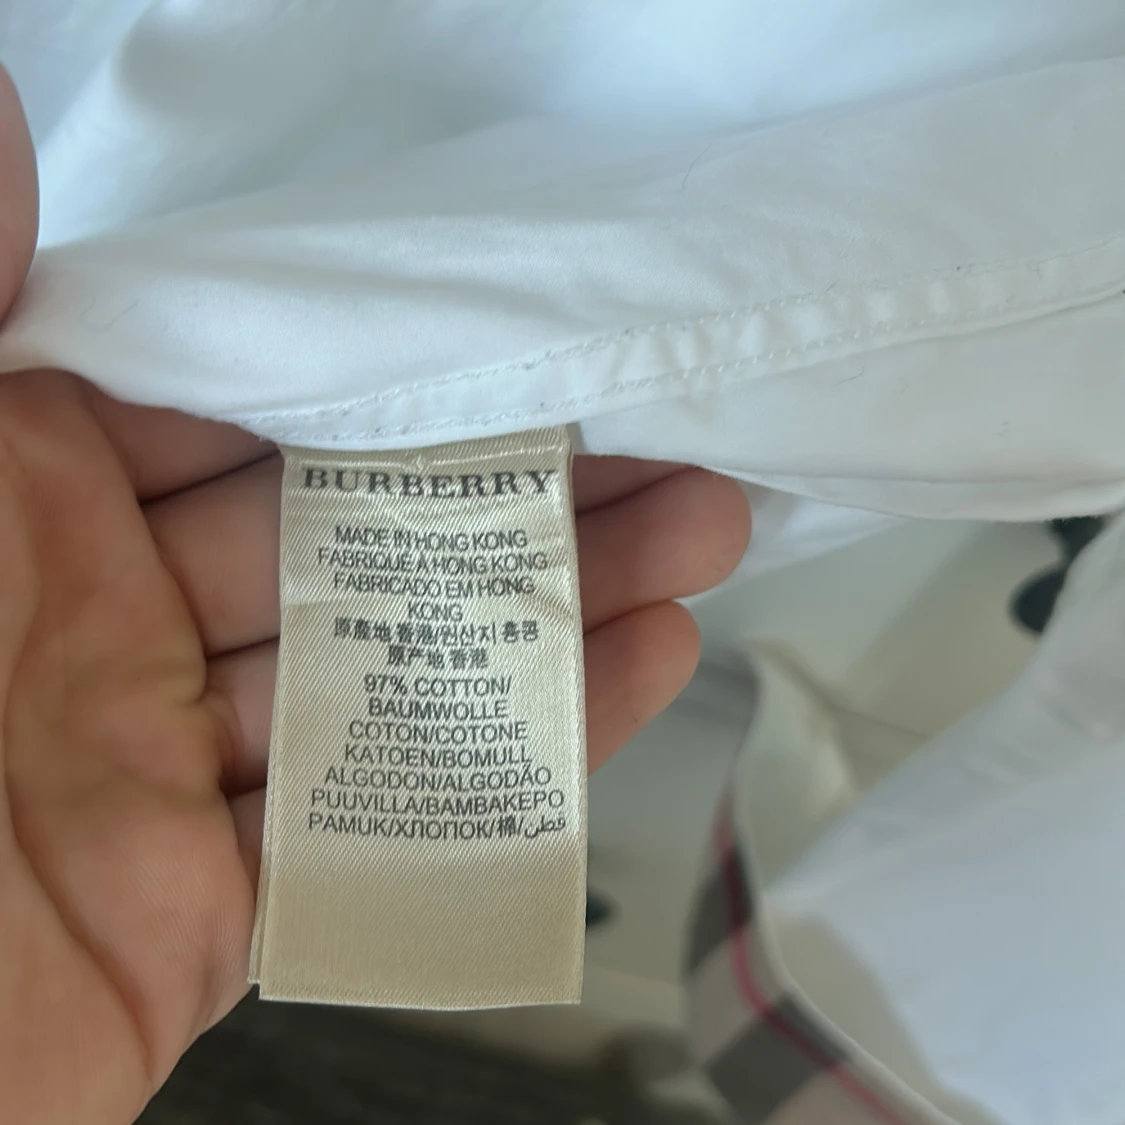 BURBERRY
MADE IN HONG KONG
FABRIQUE A HONG KONG
FABRICADO EM HONG
KONG
原産地 香港/원산지 홍콩
原产地 香港
97% COTTON/
BAUMWOLLE
COTON/COTONE
KATOEN/BOMULL
ALGODON/ALGODÃO
PUUVILLA/BAMBAKEPO
PAMUK/ХЛОПОК/棉/قطن